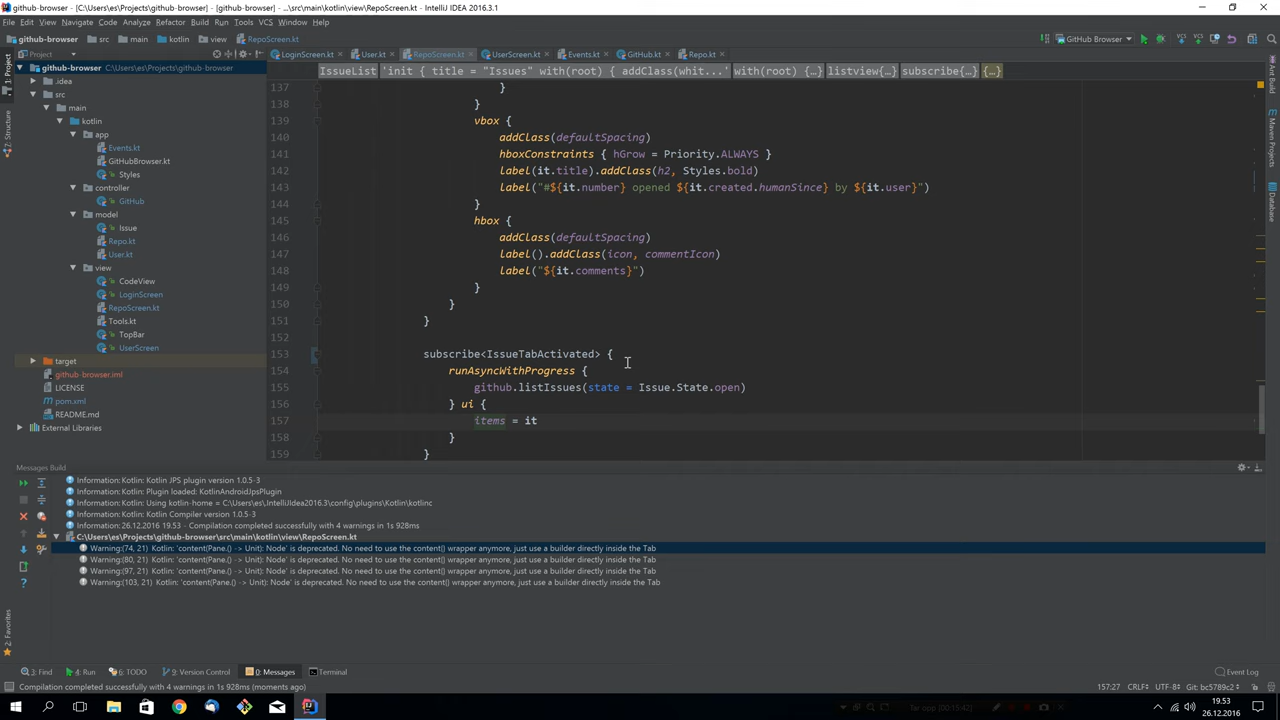 github-browser - [C:\Users\es\Projects\github-browser] - [github-browser] - ...\src\main\kotlin\view\RepoScreen.kt - IntelliJ IDEA 2016.3.1
File Edit View Navigate Code Analyze Refactor Build Run Tools VCS Window Help
github-browser src main kotlin view RepoScreen.kt
GitHub Browser
Project
LoginScreen.kt User.kt RepoScreen.kt UserScreen.kt Events.kt GitHub.kt Repo.kt
IssueList 'init { title = "Issues" with(root) { addClass(whit...' with(root) {...} listview{...} subscribe{...} {...}
1: Project
7: Structure
2: Favorites
Ant Build
Maven Projects
Database
github-browser C:\Users\es\Projects\github-browser
.idea
src
main
kotlin
app
Events.kt
GitHubBrowser.kt
Styles
controller
GitHub
model
Issue
Repo.kt
User.kt
view
CodeView
LoginScreen
RepoScreen.kt
Tools.kt
TopBar
UserScreen
target
github-browser.iml
LICENSE
pom.xml
README.md
External Libraries
137 }
138 }
139 vbox {
140 addClass(defaultSpacing)
141 hboxConstraints { hGrow = Priority.ALWAYS }
142 label(it.title).addClass(h2, Styles.bold)
143 label("#${it.number} opened ${it.created.humanSince} by ${it.user}")
144 }
145 hbox {
146 addClass(defaultSpacing)
147 label().addClass(icon, commentIcon)
148 label("${it.comments}")
149 }
150 }
151 }
152
153 subscribe<IssueTabActivated> {
154 runAsyncWithProgress {
155 github.listIssues(state = Issue.State.open)
156 } ui {
157 items = it
158 }
159 }
Messages Build
Information: Kotlin: Kotlin JPS plugin version 1.0.5-3
Information: Kotlin: Plugin loaded: KotlinAndroidJpsPlugin
Information: Kotlin: Using kotlin-home = C:\Users\es\.IntelliJIdea2016.3\config\plugins\Kotlin\kotlinc
Information: Kotlin: Kotlin Compiler version 1.0.5-3
Information: 26.12.2016 19.53 - Compilation completed successfully with 4 warnings in 1s 928ms
C:\Users\es\Projects\github-browser\src\main\kotlin\view\RepoScreen.kt
Warning:(74, 21) Kotlin: 'content(Pane.() -> Unit): Node' is deprecated. No need to use the content() wrapper anymore, just use a builder directly inside the Tab
Warning:(80, 21) Kotlin: 'content(Pane.() -> Unit): Node' is deprecated. No need to use the content() wrapper anymore, just use a builder directly inside the Tab
Warning:(97, 21) Kotlin: 'content(Pane.() -> Unit): Node' is deprecated. No need to use the content() wrapper anymore, just use a builder directly inside the Tab
Warning:(103, 21) Kotlin: 'content(Pane.() -> Unit): Node' is deprecated. No need to use the content() wrapper anymore, just use a builder directly inside the Tab
3: Find 4: Run 6: TODO 9: Version Control 0: Messages Terminal Event Log
Compilation completed successfully with 4 warnings in 1s 928ms (moments ago) 157:27 CRLF÷ UTF-8÷ Git: bc5789c2÷
19.53
26.12.2016